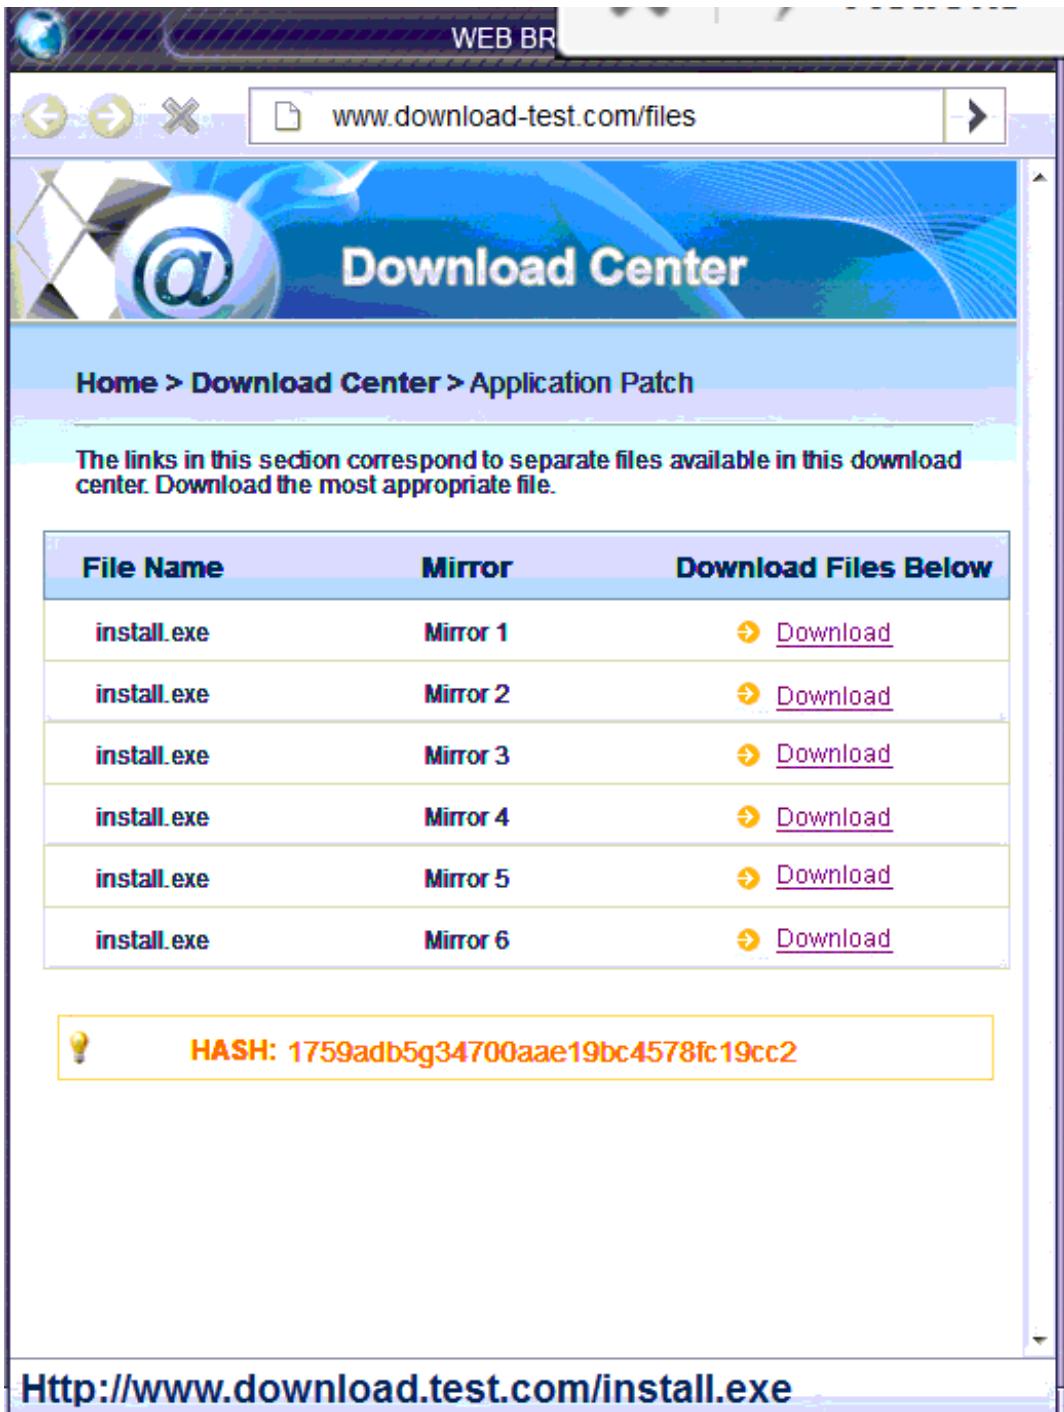 WEB BR
www.download-test.com/files
Download Center
Home > Download Center > Application Patch
The links in this section correspond to separate files available in this download
center. Download the most appropriate file.
File Name Mirror Download Files Below
install.exe Mirror 1 Download
install.exe Mirror 2 Download
install.exe Mirror 3 Download
install.exe Mirror 4 Download
install.exe Mirror 5 Download
install.exe Mirror 6 Download
HASH: 1759adb5g34700aae19bc4578fc19cc2
Http://www.download.test.com/install.exe